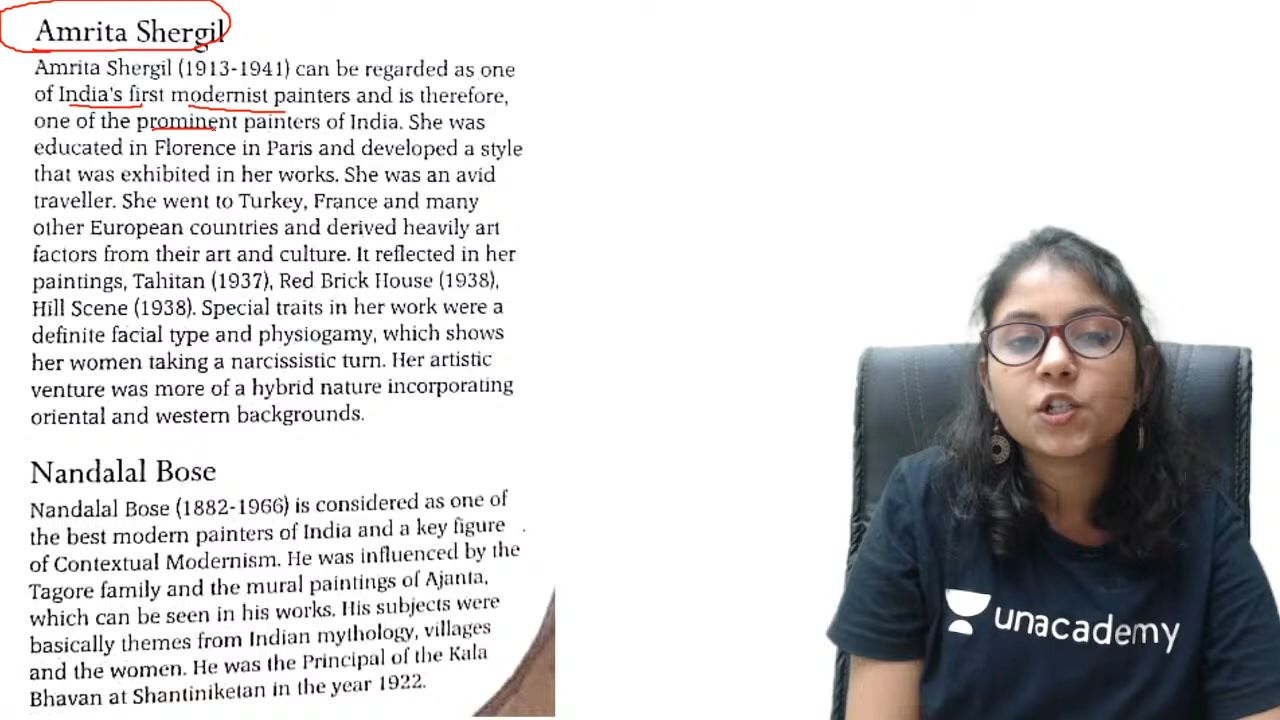 Amrita Shergil
Amrita Shergil (1913-1941) can be regarded as one
of India's first modernist painters and is therefore,
one of the prominent painters of India. She was
educated in Florence in Paris and developed a style
that was exhibited in her works. She was an avid
traveller. She went to Turkey, France and many
other European countries and derived heavily art
factors from their art and culture. It reflected in her
paintings, Tahitan (1937), Red Brick House (1938),
Hill Scene (1938). Special traits in her work were a
definite facial type and physiogamy, which shows
her women taking a narcissistic turn. Her artistic
venture was more of a hybrid nature incorporating
oriental and western backgrounds.
Nandalal Bose
Nandalal Bose (1882-1966) is considered as one of
the best modern painters of India and a key figure
of Contextual Modernism. He was influenced by the
Tagore family and the mural paintings of Ajanta,
which can be seen in his works. His subjects were
basically themes from Indian mythology, villages
and the women. He was the Principal of the Kala
Bhavan at Shantiniketan in the year 1922.
unacademy